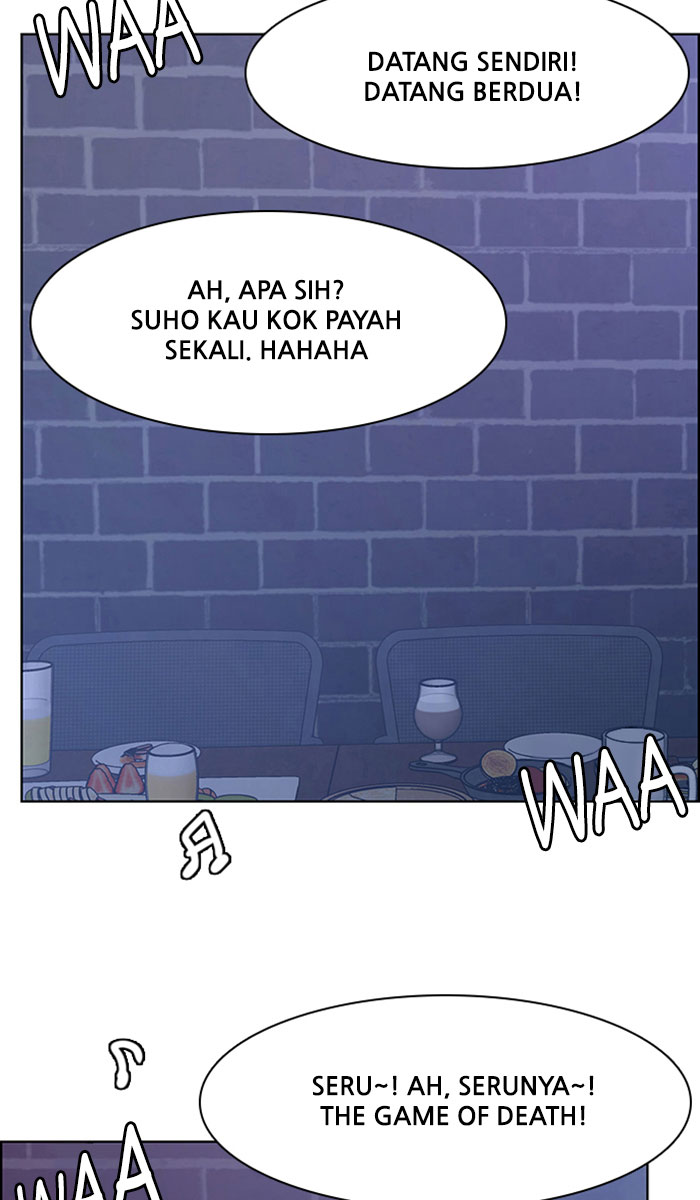 WAA
DATANG SENDIRI!
DATANG BERDUA!
AH, APA SIH?
SUHO KAU KOK PAYAH
SEKALI. HAHAHA
WAA
SERU~! AH, SERUNYA~!
THE GAME OF DEATH!
WAA